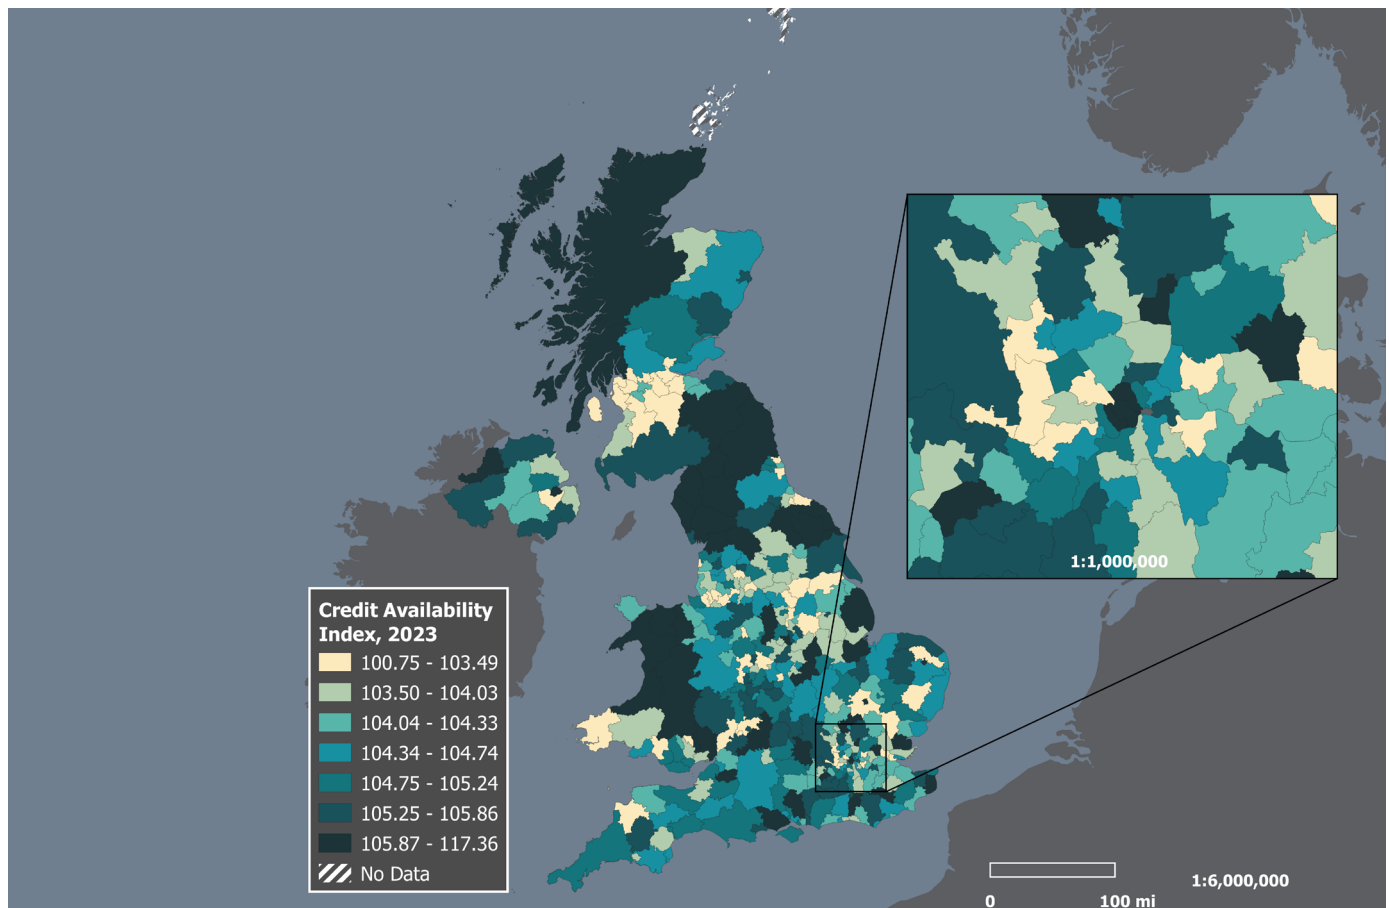 1:1,000,000
Credit Availability
Index, 2023
100.75 - 103.49
103.50 - 104.03
104.04 - 104.33
104.34 - 104.74
104.75 - 105.24
105.25 - 105.86
105.87 - 117.36
No Data
1:6,000,000
0 100 mi